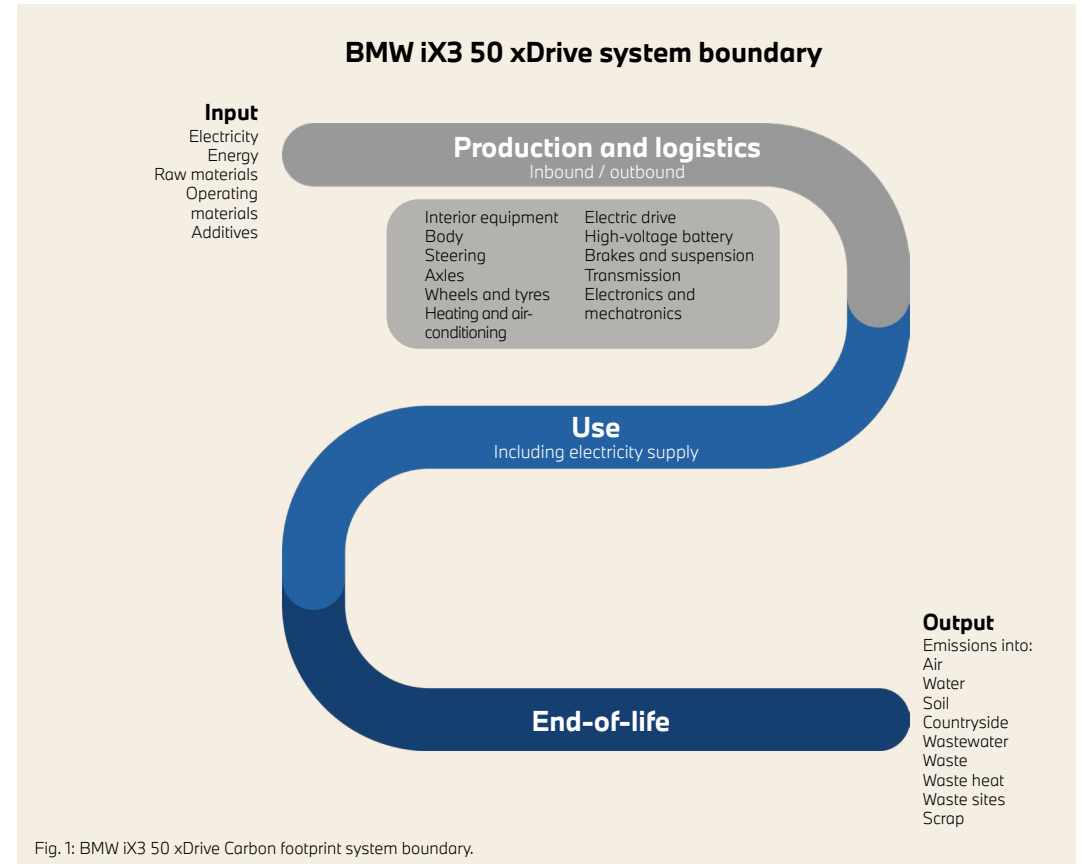 BMW iX3 50 xDrive system boundary
Input
Electricity
Energy
Raw materials
Operating
materials
Additives
Production and logistics
Inbound / outbound
Interior equipment
Body
Steering
Axles
Wheels and tyres
Heating and air-
conditioning
Electric drive
High-voltage battery
Brakes and suspension
Transmission
Electronics and
mechatronics
Use
Including electricity supply
End-of-life
Output
Emissions into:
Air
Water
Soil
Countryside
Wastewater
Waste
Waste heat
Waste sites
Scrap
Fig. 1: BMW iX3 50 xDrive Carbon footprint system boundary.